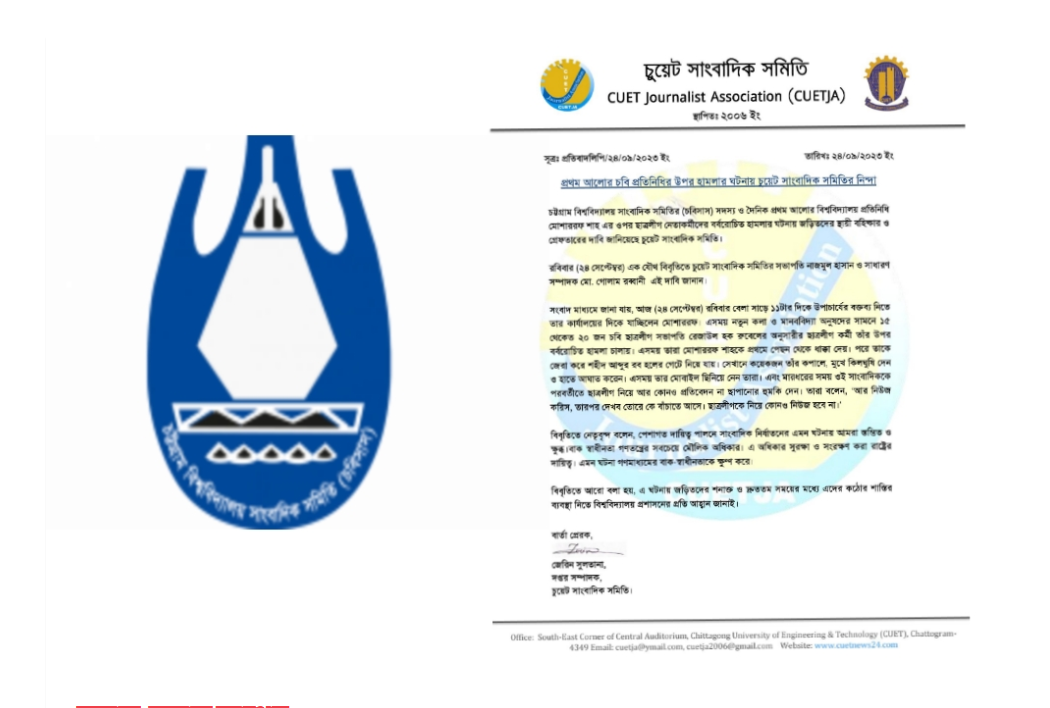 চট্টগ্রাম বিশ্ববিদ্যালয় সাংবাদিক সমিতি (চবিসাস)
চুয়েট সাংবাদিক সমিতি
CUET Journalist Association (CUETJA)
স্থাপিতঃ ২০০৬ ইং
সূত্রঃ প্রতিবাদলিপি/২৪/০৯/২০২৩ ইং
তারিখঃ ২৪/০৯/২০২৩ ইং
প্রথম আলোর চবি প্রতিনিধির উপর হামলার ঘটনায় চুয়েট সাংবাদিক সমিতির নিন্দা
চট্টগ্রাম বিশ্ববিদ্যালয় সাংবাদিক সমিতির (চবিসাস) সদস্য ও দৈনিক প্রথম আলোর বিশ্ববিদ্যালয় প্রতিনিধি
মোশাররফ শাহ এর ওপর ছাত্রলীগ নেতাকর্মীদের বর্বরোচিত হামলার ঘটনায় জড়িতদের স্থায়ী বহিষ্কার ও
গ্রেফতারের দাবি জানিয়েছে চুয়েট সাংবাদিক সমিতি।
রবিবার (২৪ সেপ্টেম্বর) এক যৌথ বিবৃতিতে চুয়েট সাংবাদিক সমিতির সভাপতি নাজমুল হাসান ও সাধারণ
সম্পাদক মো. গোলাম রব্বানী এই দাবি জানান।
সংবাদ মাধ্যমে জানা যায়, আজ (২৪ সেপ্টেম্বর) রবিবার বেলা সাড়ে ১১টার দিকে উপাচার্যের বক্তব্য নিতে
তার কার্যালয়ের দিকে যাচ্ছিলেন মোশাররফ। এসময় নতুন কলা ও মানববিদ্যা অনুষদের সামনে ১৫
থেকেত ২০ জন চবি ছাত্রলীগ সভাপতি রেজাউল হক রুবেলের অনুসারীর ছাত্রলীগ কর্মী তাঁর উপর
বর্বরোচিত হামলা চালায়। এসময় তারা মোশাররফ শাহকে প্রথমে পেছন থেকে ধাক্কা দেয়। পরে তাকে
জেরা করে শহীদ আব্দুর রব হলের গেটে নিয়ে যায়। সেখানে কয়েকজন তাঁর কপালে, মুখে কিলঘুষি দেন
ও হাতে আঘাত করেন। এসময় তার মোবাইল ছিনিয়ে নেন তারা। এবং মারধরের সময় ওই সাংবাদিককে
পরবর্তীতে ছাত্রলীগ নিয়ে আর কোনও প্রতিবেদন না ছাপানোর হুমকি দেন। তারা বলেন, 'আর নিউজ
করিস, তারপর দেখব তোরে কে বাঁচাতে আসে। ছাত্রলীগকে নিয়ে কোনও নিউজ হবে না।'
বিবৃতিতে নেতৃবৃন্দ বলেন, পেশাগত দায়িত্ব পালনে সাংবাদিক নির্যাতনের এমন ঘটনায় আমরা স্তম্ভিত ও
ক্ষুব্ধ।বাক স্বাধীনতা গণতন্ত্রের সবচেয়ে মৌলিক অধিকার। এ অধিকার সুরক্ষা ও সংরক্ষণ করা রাষ্ট্রের
দায়িত্ব। এমন ঘটনা গণমাধ্যমের বাক-স্বাধীনতাকে ক্ষুণ্ণ করে।
বিবৃতিতে আরো বলা হয়, এ ঘটনায় জড়িতদের শনাক্ত ও দ্রুততম সময়ের মধ্যে এদের কঠোর শাস্তির
ব্যবস্থা নিতে বিশ্ববিদ্যালয় প্রশাসনের প্রতি আহ্বান জানাই।
বার্তা প্রেরক,
জেরিন সুলতানা,
দপ্তর সম্পাদক,
চুয়েট সাংবাদিক সমিতি।
Office: South-East Corner of Central Auditorium, Chittagong University of Engineering & Technology (CUET), Chattogram-
4349 Email: cuetja@ymail.com, cuetja2006@gmail.com Website: www.cuetnews24.com